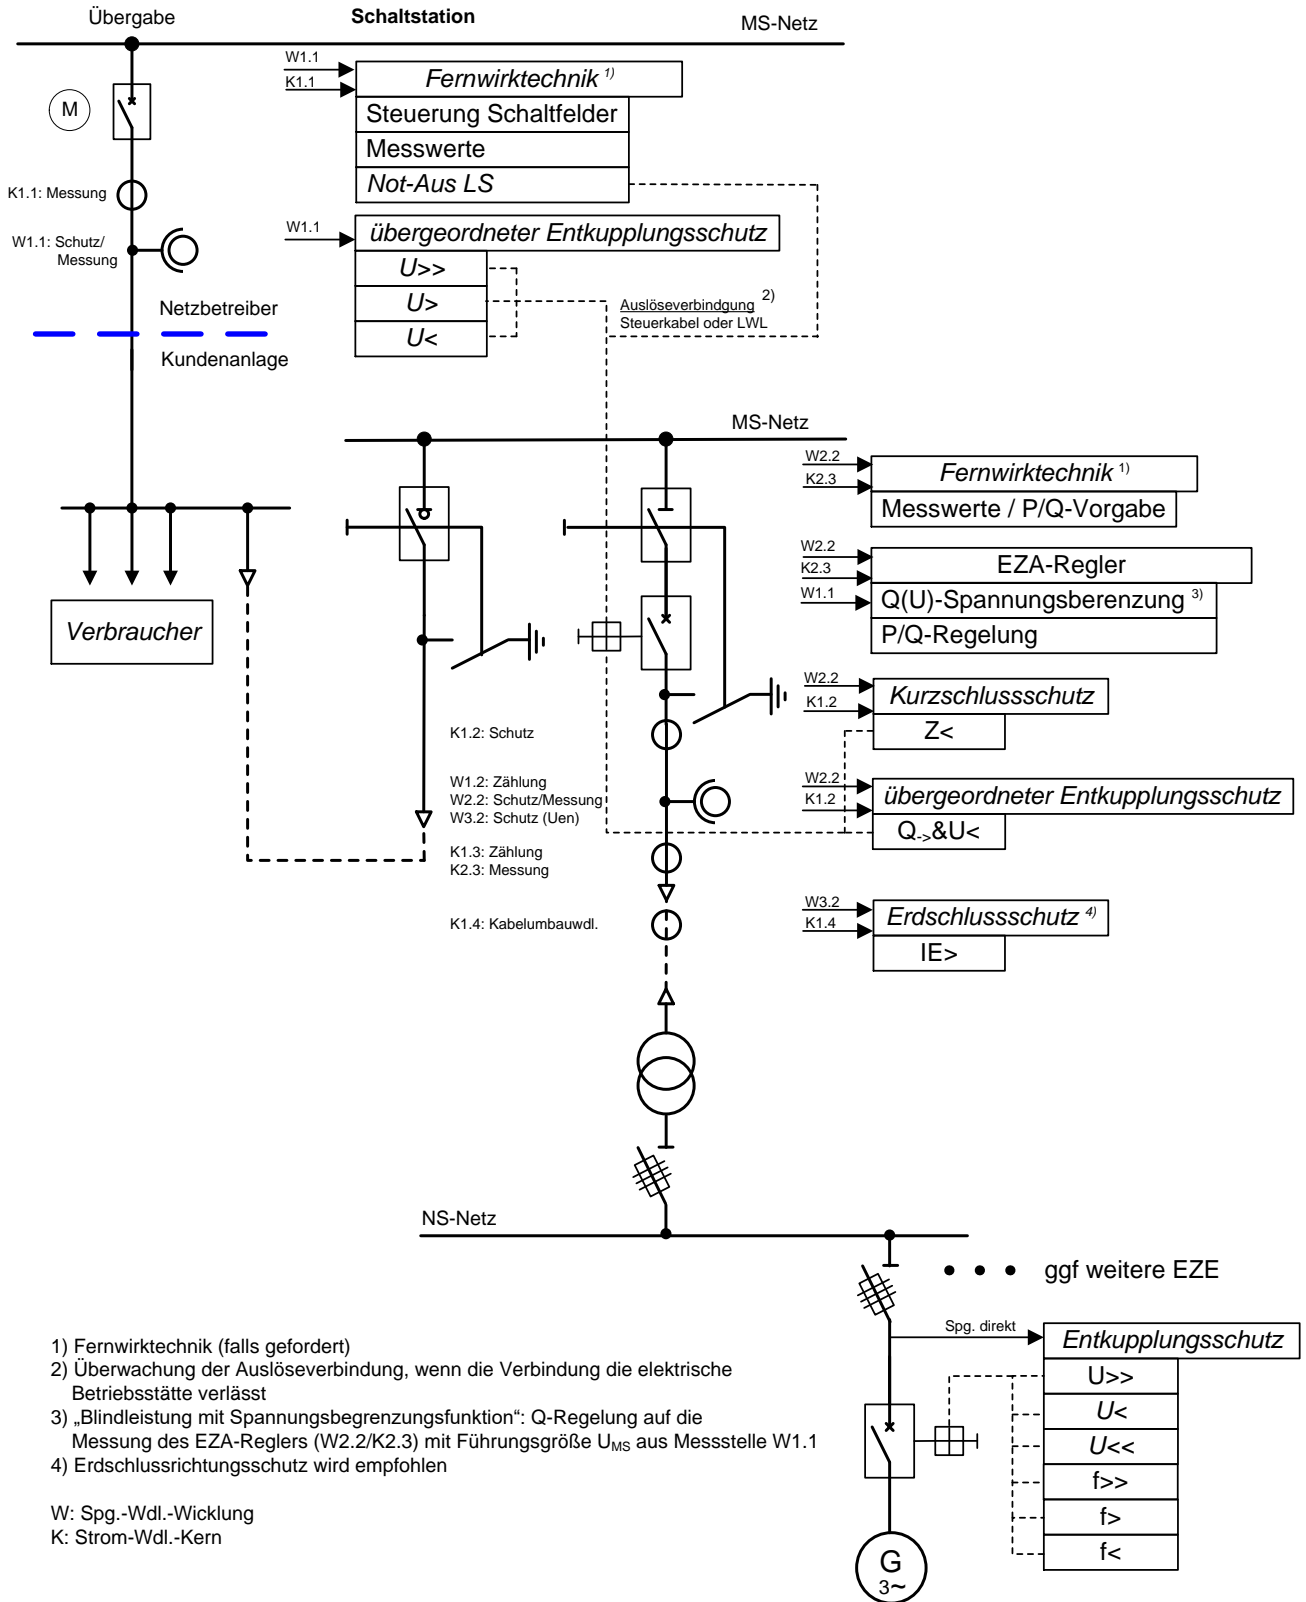 Übergabe
Schaltstation
MS-Netz
W1.1
K1.1
Fernwirktechnik 1)
Steuerung Schaltfelder
Messwerte
Not-Aus LS
M
K1.1: Messung
W1.1: Schutz/
Messung
W1.1
übergeordneter Entkupplungsschutz
U>>
U>
U<
Auslöseverbindgung 2)
Steuerkabel oder LWL
Netzbetreiber
Kundenanlage
MS-Netz
W2.2
K2.3
Fernwirktechnik 1)
Messwerte / P/Q-Vorgabe
W2.2
K2.3
W1.1
EZA-Regler
Q(U)-Spannungsberenzung 3)
P/Q-Regelung
Verbraucher
W2.2
K1.2
Kurzschlussschutz
Z<
K1.2: Schutz
W1.2: Zählung
W2.2: Schutz/Messung
W3.2: Schutz (Uen)
W2.2
K1.2
übergeordneter Entkupplungsschutz
Q->&U<
K1.3: Zählung
K2.3: Messung
K1.4: Kabelumbauwdl.
W3.2
K1.4
Erdschlussschutz 4)
IE>
NS-Netz
ggf weitere EZE
Spg. direkt
Entkupplungsschutz
U>>
U<
U<<
f>>
f>
f<
G
3~
1) Fernwirktechnik (falls gefordert)
2) Überwachung der Auslöseverbindung, wenn die Verbindung die elektrische
Betriebsstätte verlässt
3) „Blindleistung mit Spannungsbegrenzungsfunktion“: Q-Regelung auf die
Messung des EZA-Reglers (W2.2/K2.3) mit Führungsgröße UMS aus Messstelle W1.1
4) Erdschlussrichtungsschutz wird empfohlen
W: Spg.-Wdl.-Wicklung
K: Strom-Wdl.-Kern